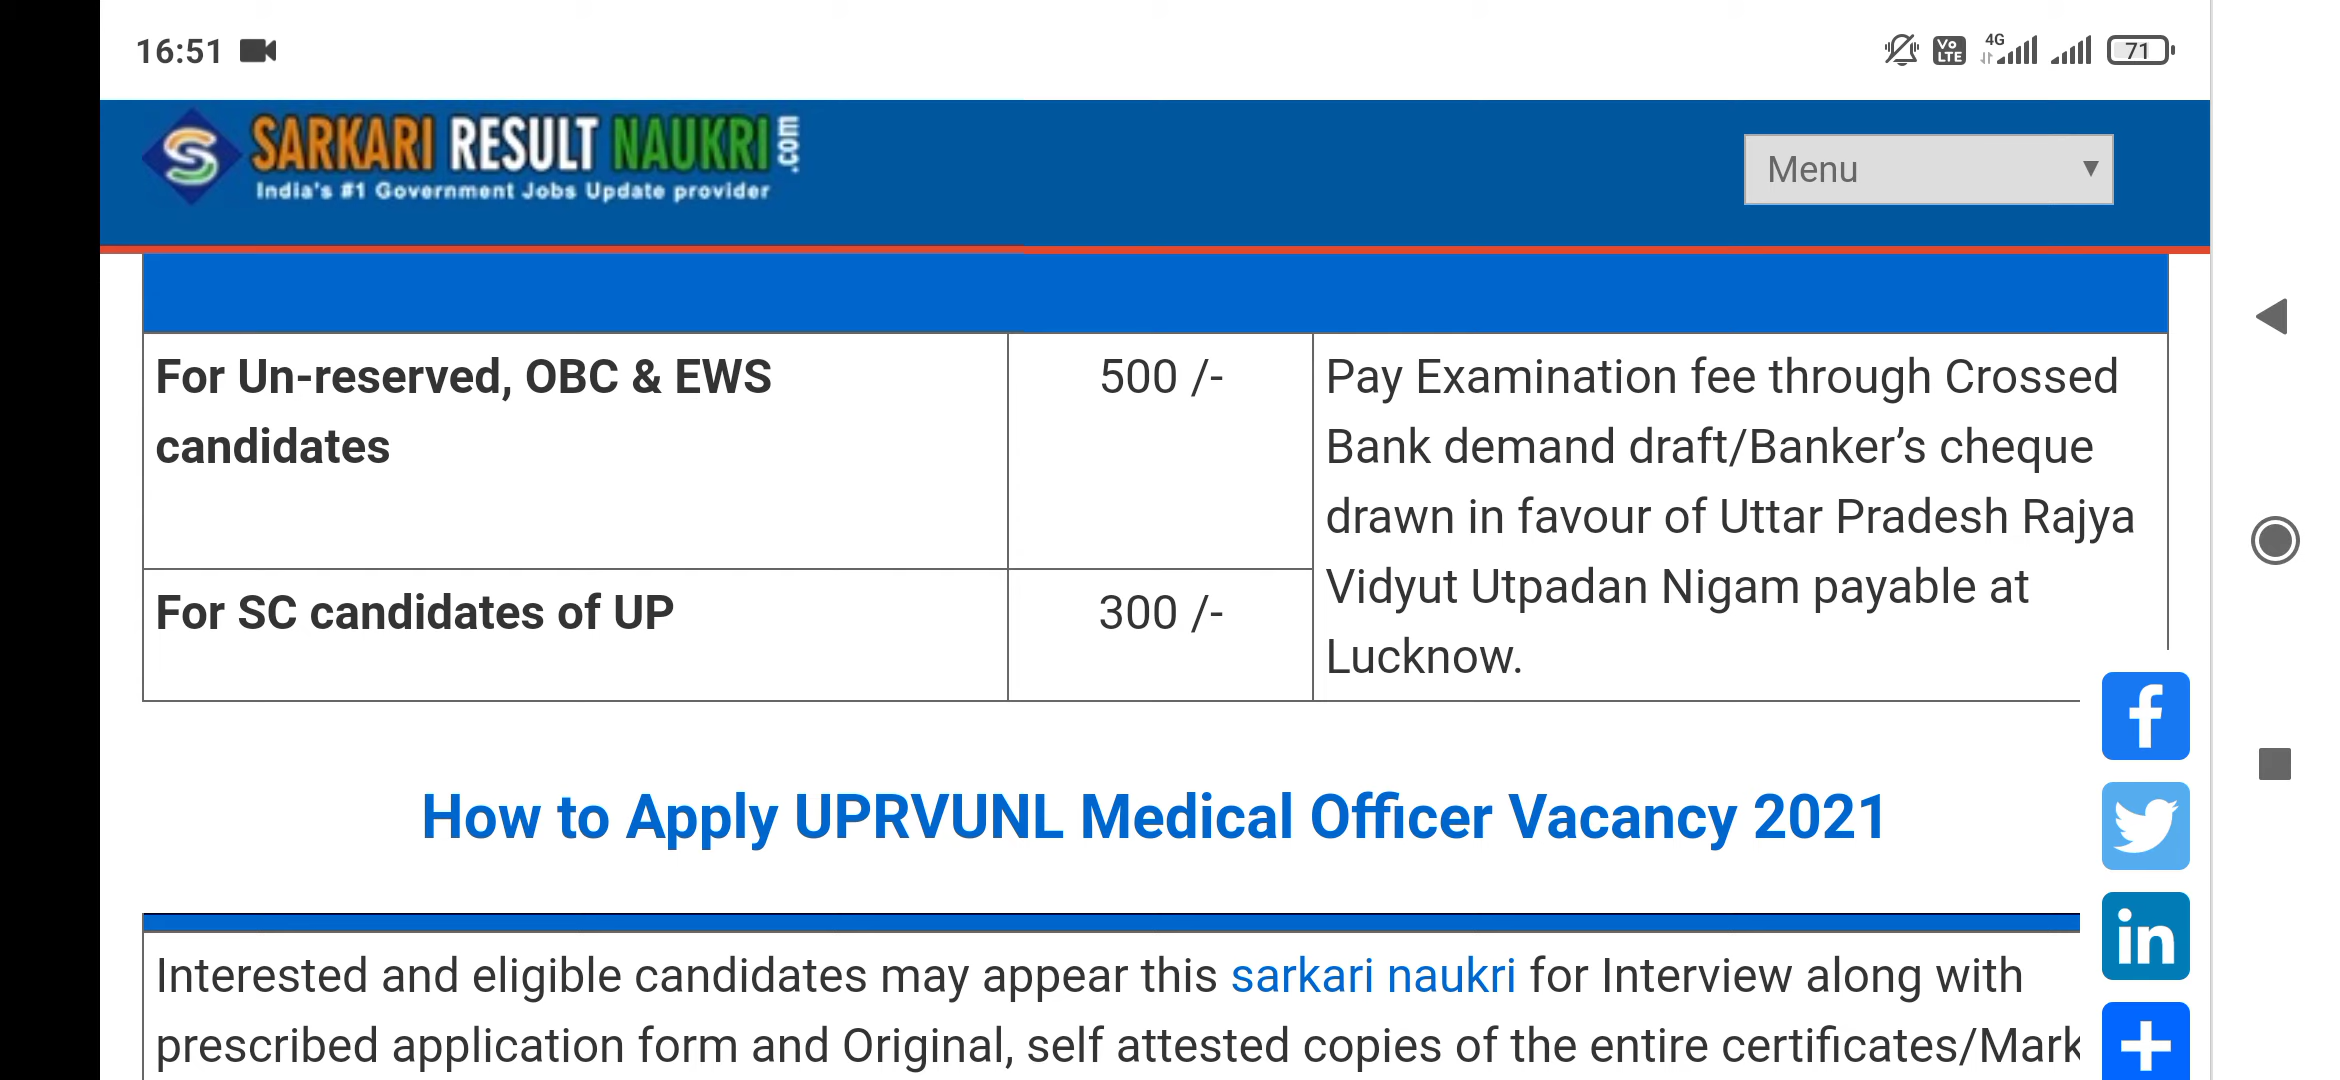 16:51
Vo LTE
4G
71
SARKARI RESULT NAUKRI .com
India's #1 Government Jobs Update provider
Menu
For Un-reserved, OBC & EWS
candidates
500 /-
Pay Examination fee through Crossed
Bank demand draft/Banker’s cheque
drawn in favour of Uttar Pradesh Rajya
Vidyut Utpadan Nigam payable at
Lucknow.
For SC candidates of UP
300 /-
How to Apply UPRVUNL Medical Officer Vacancy 2021
Interested and eligible candidates may appear this sarkari naukri for Interview along with
prescribed application form and Original, self attested copies of the entire certificates/Mark